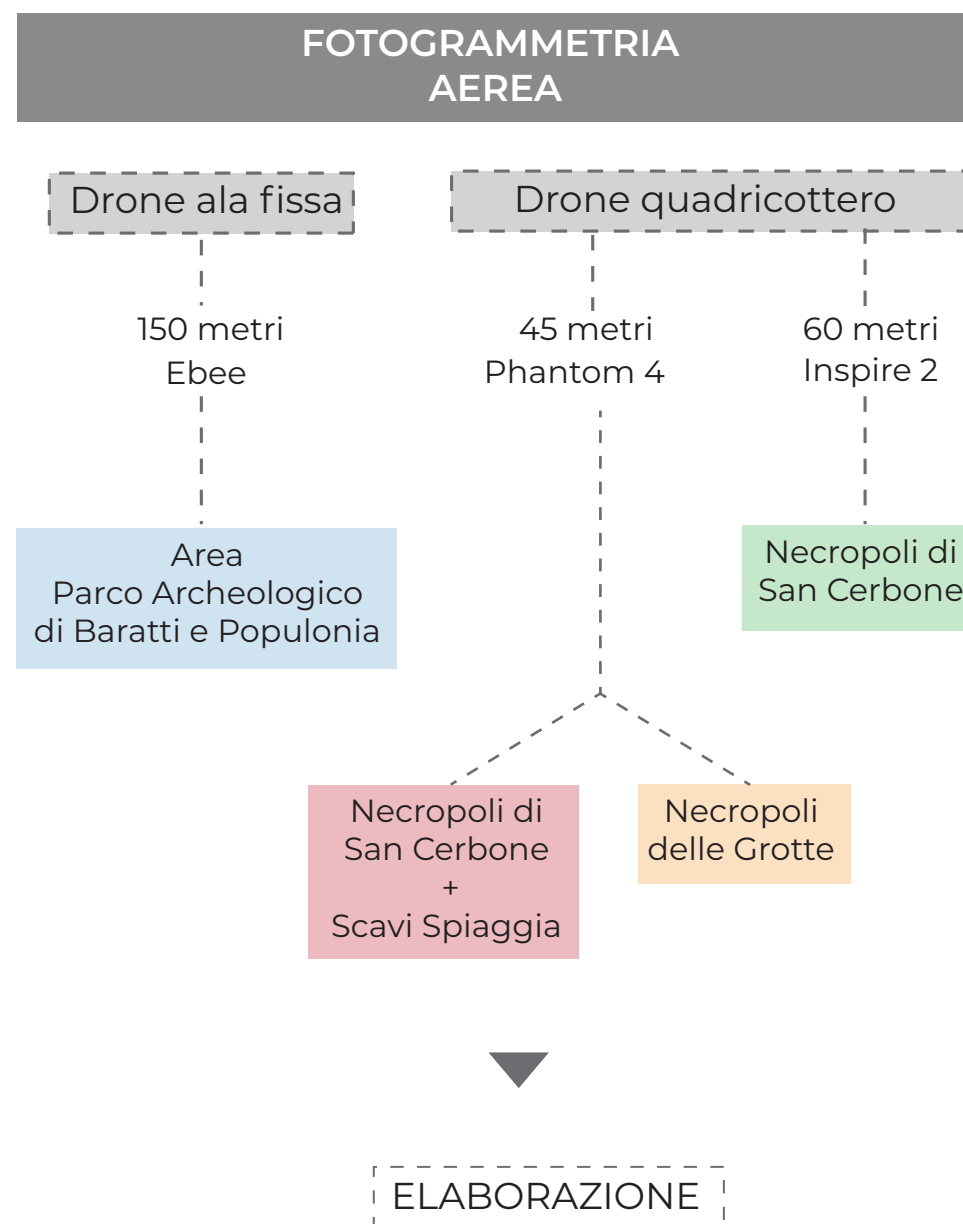 FOTOGRAMMETRIA
AEREA
Drone ala fissa
Drone quadricottero
150 metri
Ebee
45 metri
Phantom 4
60 metri
Inspire 2
Area
Parco Archeologico
di Baratti e Populonia
Necropoli di
San Cerbone
Necropoli di
San Cerbone
+
Scavi Spiaggia
Necropoli
delle Grotte
ELABORAZIONE